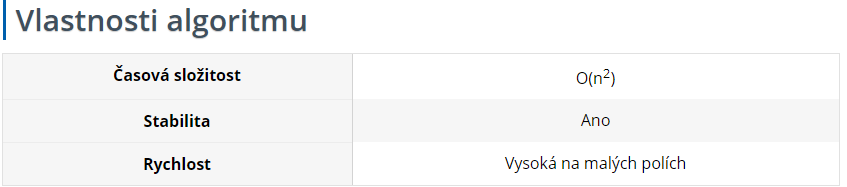 Vlastnosti algoritmu
Časová složitost O(n²)
Stabilita Ano
Rychlost Vysoká na malých polích